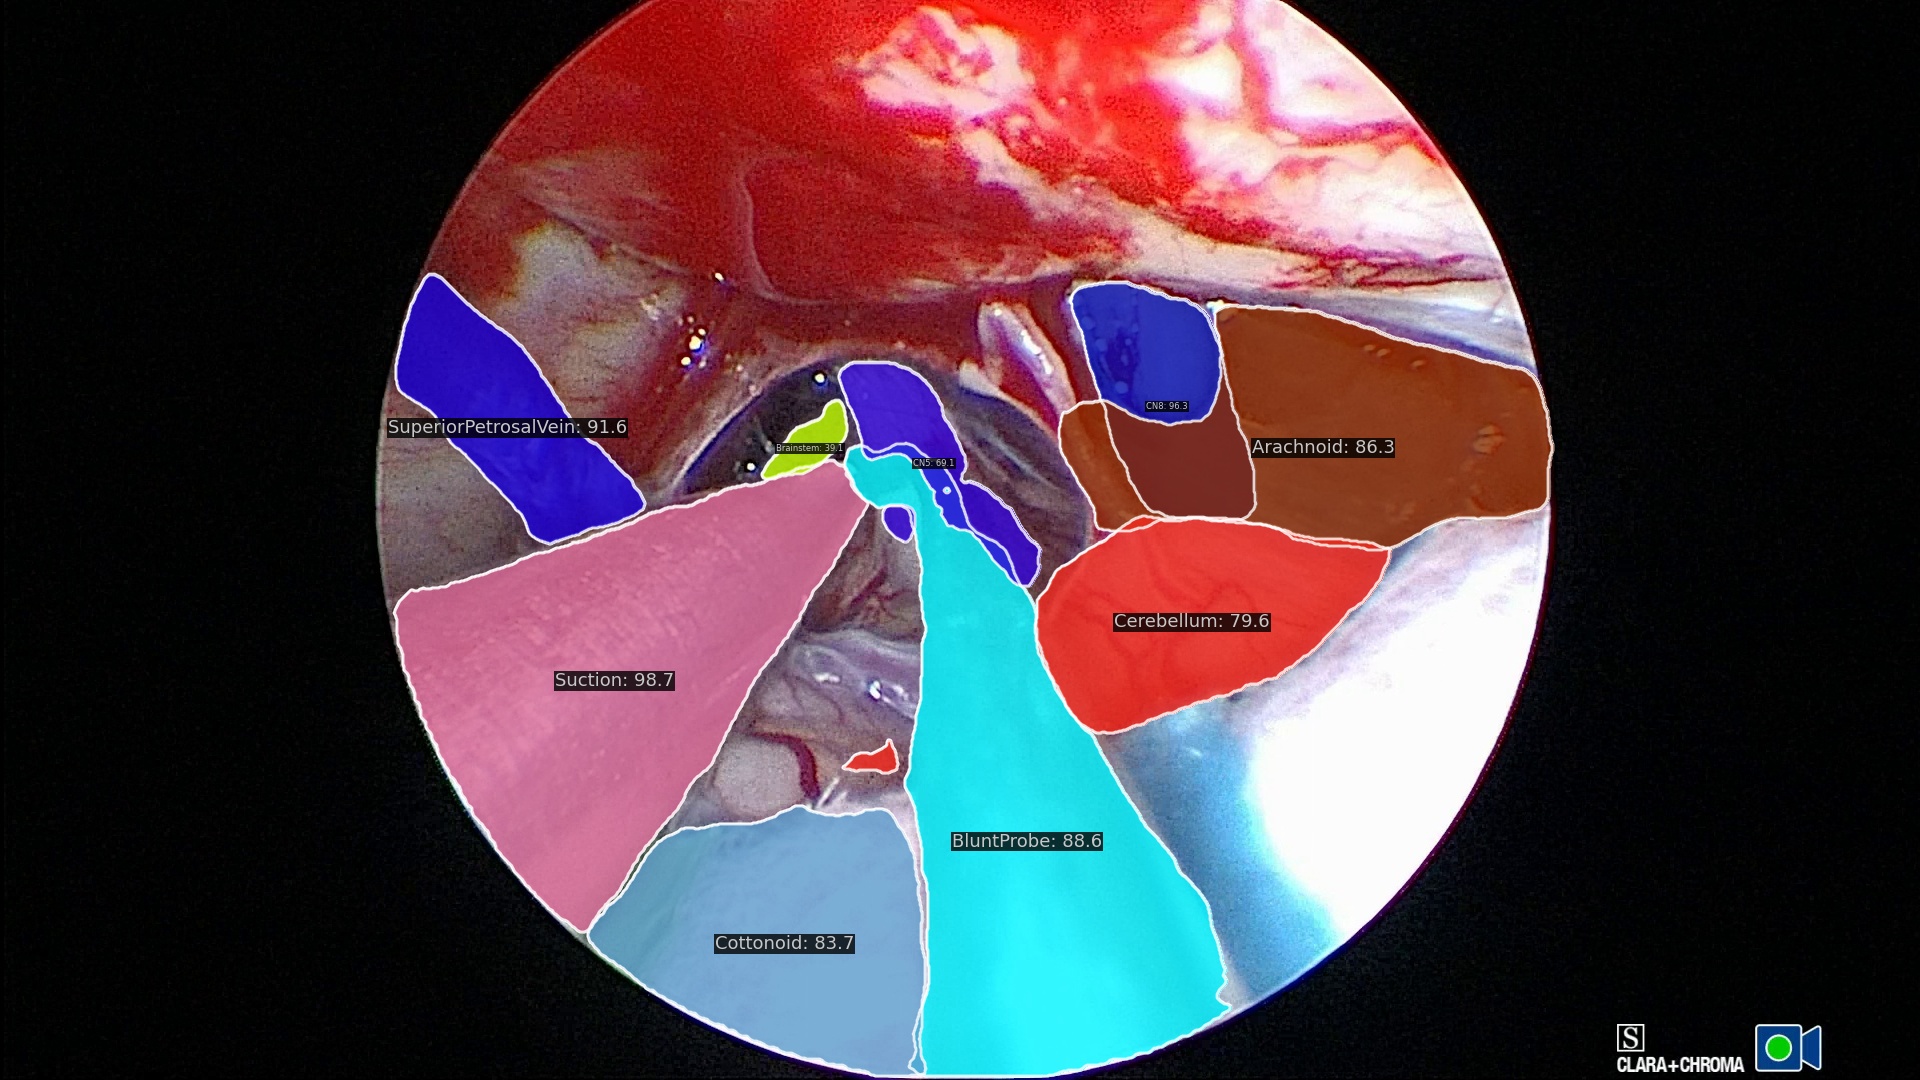 CN8: 96.3
SuperiorPetrosalVein: 91.6
Brainstem: 39.1
Arachnoid: 86.3
CN5: 69.1
Cerebellum: 79.6
Suction: 98.7
BluntProbe: 88.6
Cottonoid: 83.7
S
CLARA+CHROMA